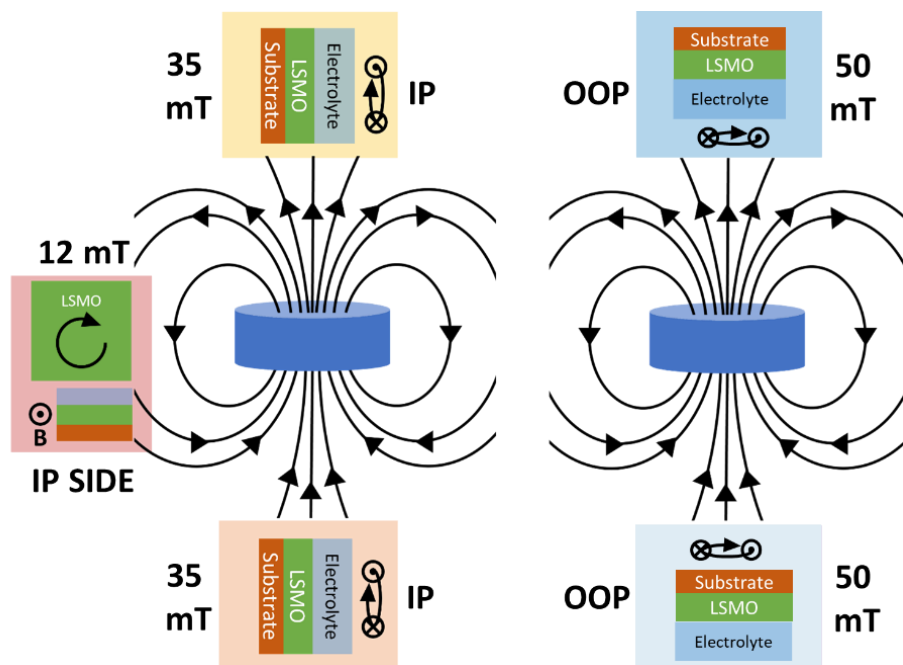 35
mT
Substrate
LSMO
Electrolyte
IP
OOP
Substrate
LSMO
Electrolyte
50
mT
12 mT
LSMO
B
IP SIDE
35
mT
Substrate
LSMO
Electrolyte
IP
OOP
Substrate
LSMO
Electrolyte
50
mT